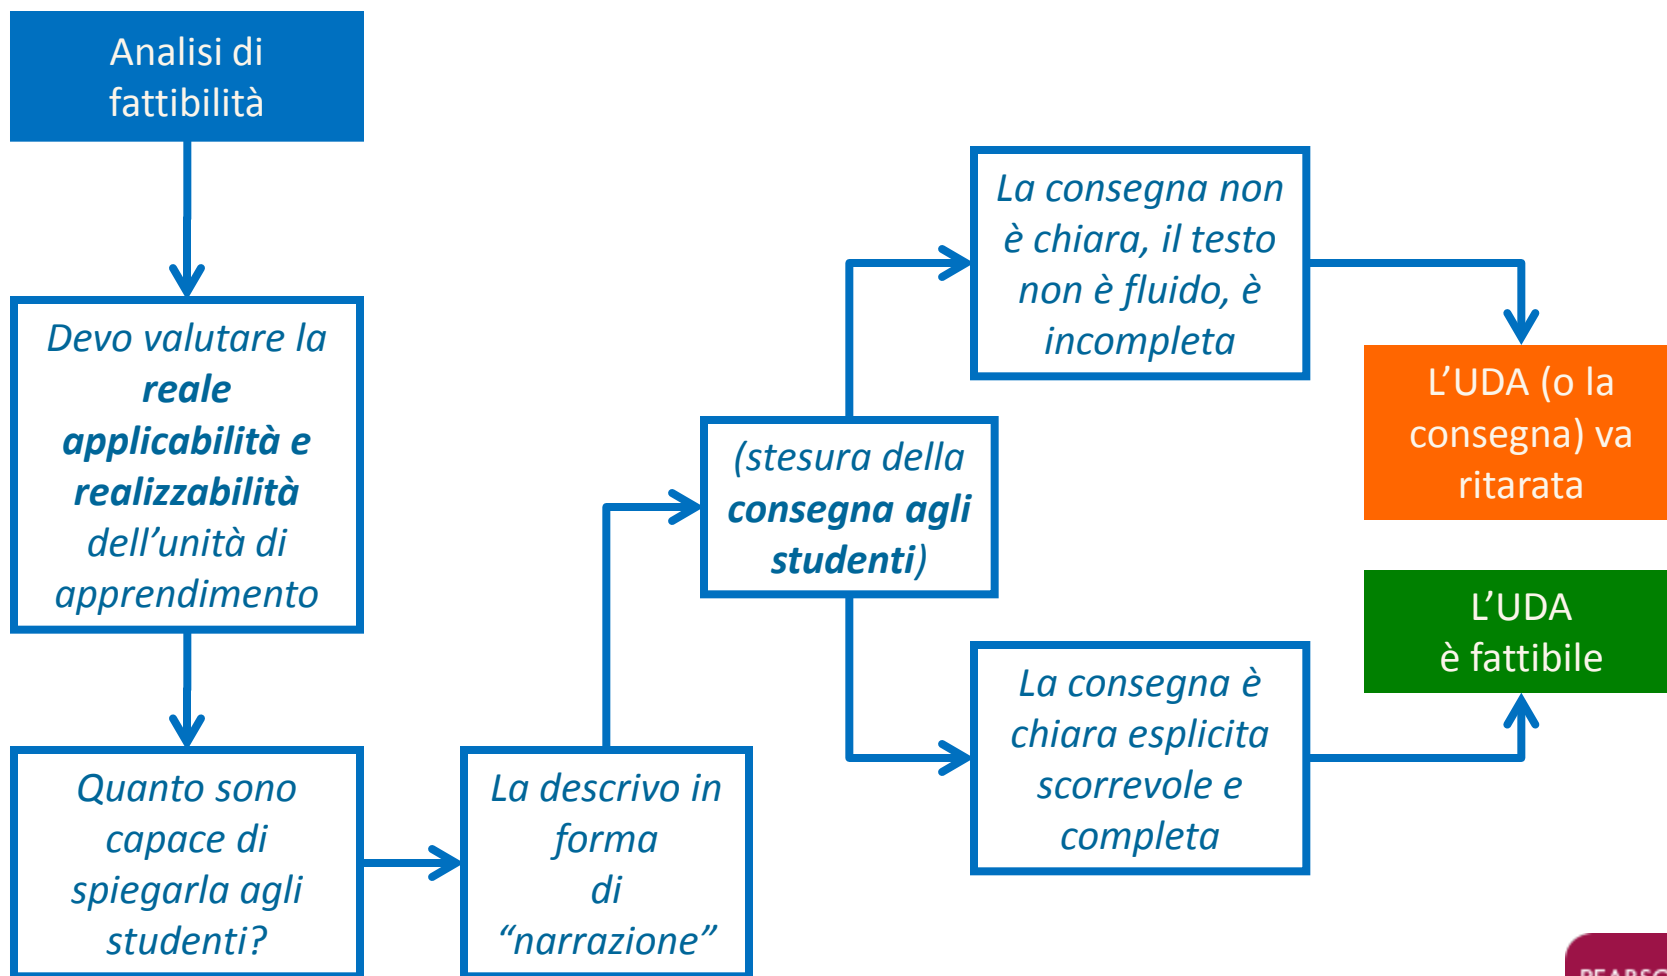 Analisi di
fattibilità
Devo valutare la
reale
applicabilità e
realizzabilità
dell’unità di
apprendimento
Quanto sono
capace di
spiegarla agli
studenti?
La descrivo in
forma
di
“narrazione”
(stesura della
consegna agli
studenti)
La consegna non
è chiara, il testo
non è fluido, è
incompleta
La consegna è
chiara esplicita
scorrevole e
completa
L’UDA (o la
consegna) va
ritarata
L’UDA
è fattibile